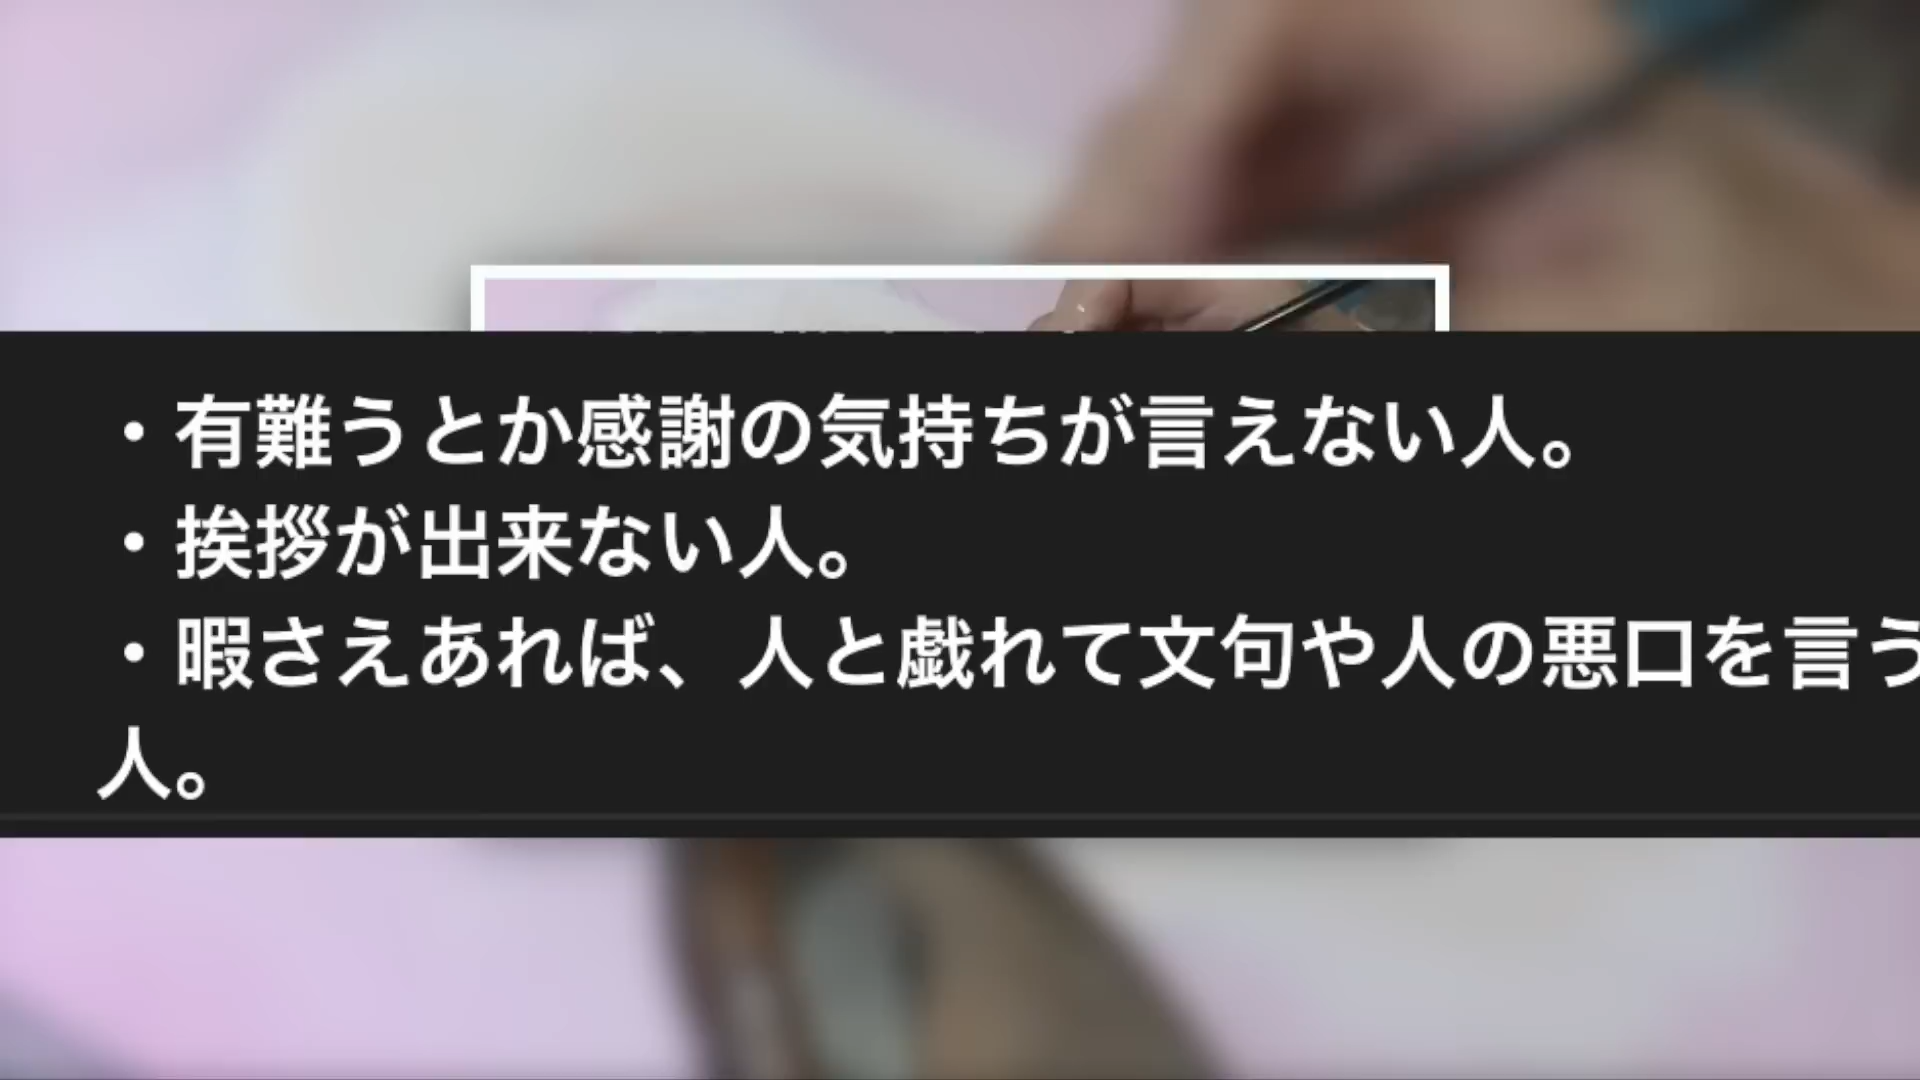 ・有難うとか感謝の気持ちが言えない人。
・挨拶が出来ない人。
・暇さえあれば、人と戯れて文句や人の悪口を言う
人。